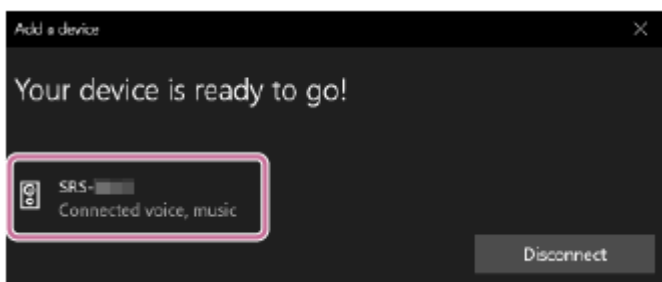 Add a device
Your device is ready to go!
SRS-
Connected voice, music
Disconnect